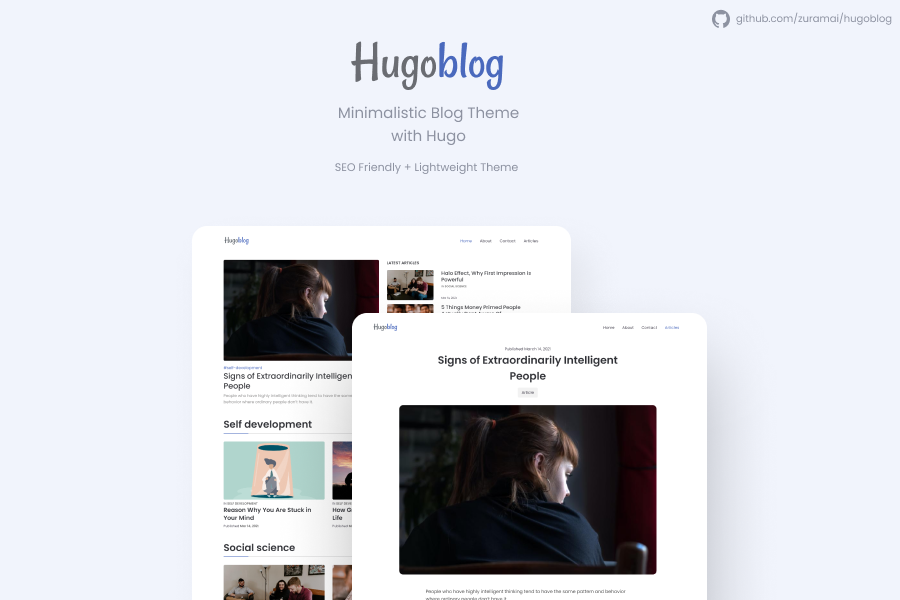 github.com/zuramai/hugoblog
Hugoblog
Minimalistic Blog Theme
with Hugo
SEO Friendly + Lightweight Theme
Hugoblog
Home About Contact Articles
LATEST ARTICLES
Halo Effect, Why First Impression Is
Powerful
IN SOCIAL SCIENCE
5 Things Money Primed People
#Self-development
Signs of Extraordinarily Intelligen
People
People who have highly intelligent thinking tend to have the same
behavior where ordinary people don't have it
Self development
IN SELF DEVELOPMENT
Reason Why You Are Stuck in
Your Mind
Published Mar 14, 2021
Life
Social science
Hugoblog
Home About Contact Articles
Published March 14, 2021
Signs of Extraordinarily Intelligent
People
Article
People who have highly intelligent thinking tend to have the same pattern and behavior
where ordinary people don't have it.